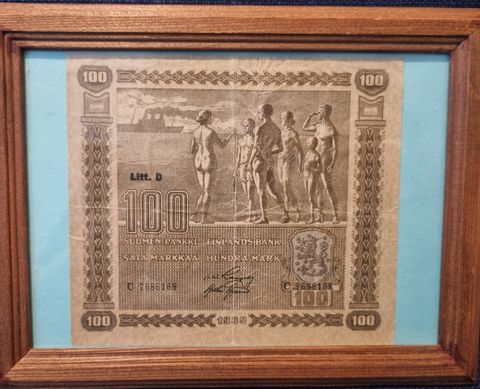 100 100
Litt. D
100
SUOMEN PANKKI FINLANDS BANK
SATA MARKKAA HUNDRA MARK
C 7686168 C 7686168
100
100 100